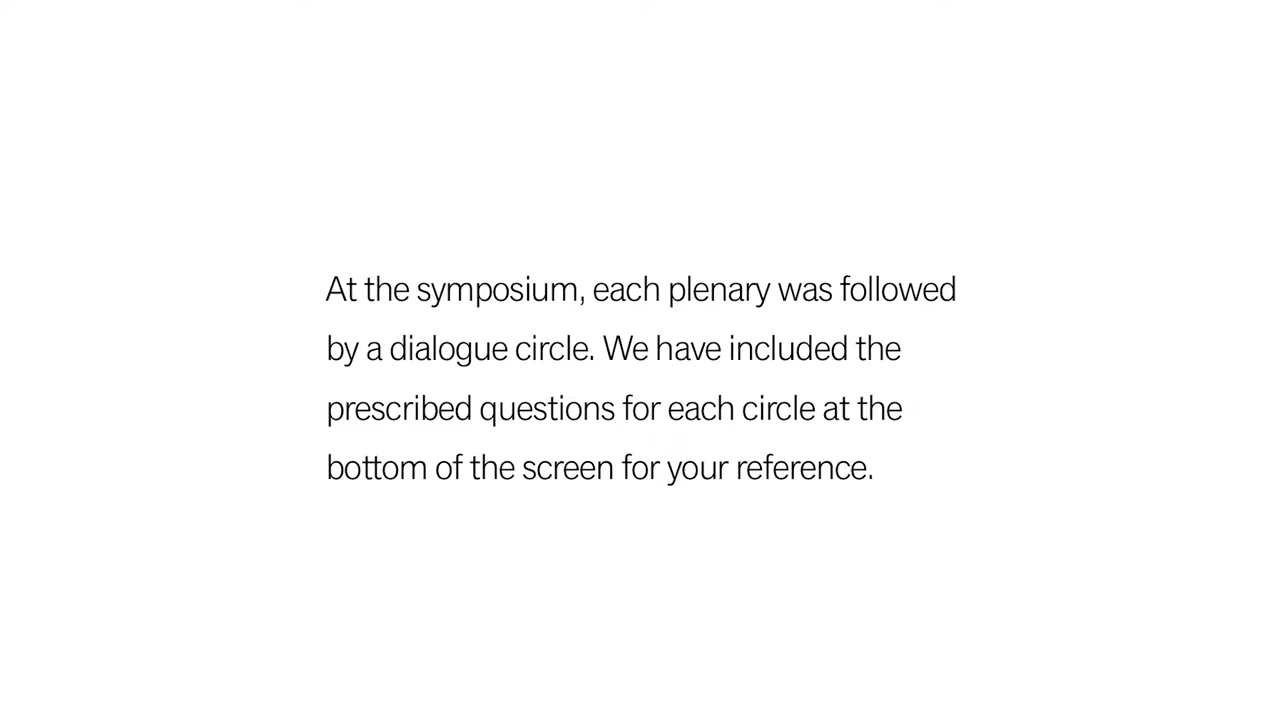 At the symposium, each plenary was followed
by a dialogue circle. We have included the
prescribed questions for each circle at the
bottom of the screen for your reference.